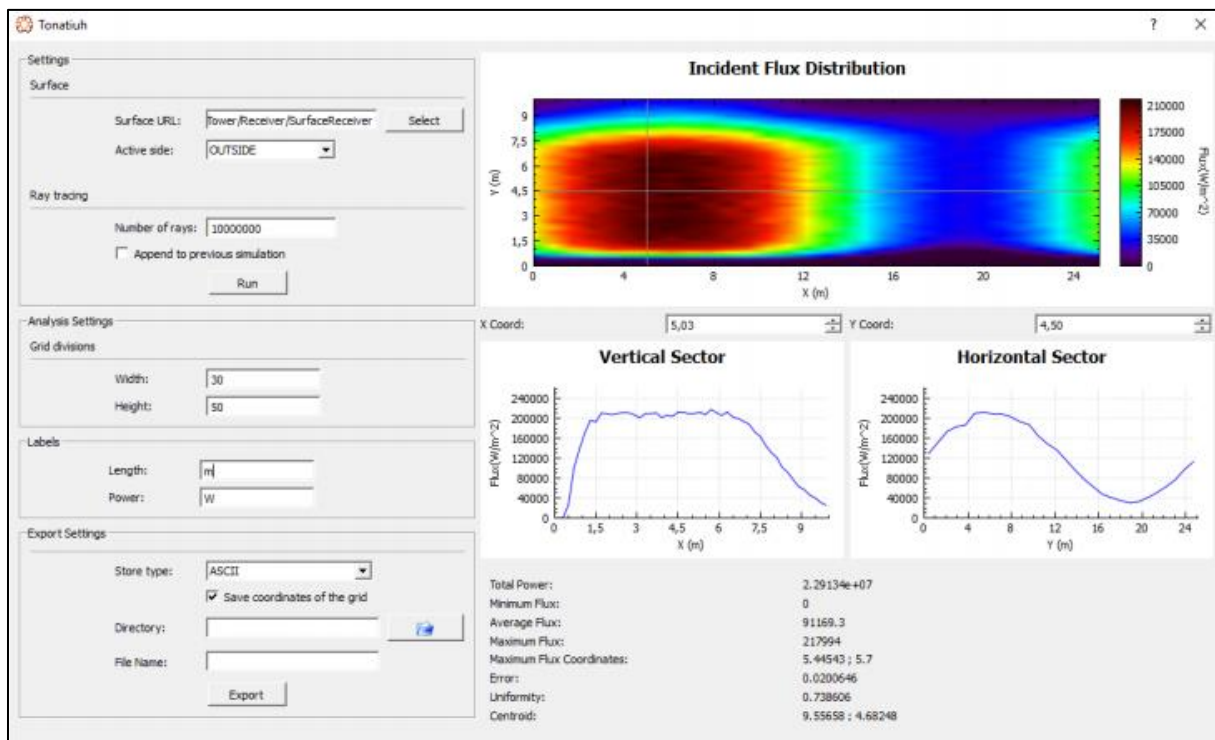 Tonatiuh
? ×
Settings
Surface
Surface URL: Tower/Receiver/SurfaceReceiver Select
Active side: OUTSIDE
Ray tracing
Number of rays: 10000000
Append to previous simulation
Run
Analysis Settings
Grid divisions
Width: 30
Height: 50
Labels
Length: m
Power: W
Export Settings
Store type: ASCII
Save coordinates of the grid
Directory:
File Name:
Export
Incident Flux Distribution
Y (m)
9
7,5
6
4,5
3
1,5
0
0 4 8 12 16 20 24
X (m)
210000
175000
140000
105000
70000
35000
0
Flux(W/m^2)
X Coord: 5,03 Y Coord: 4,50
Vertical Sector
Flux(W/m^2)
240000
200000
160000
120000
80000
40000
0
0 1,5 3 4,5 6 7,5 9
X (m)
Horizontal Sector
Flux(W/m^2)
240000
200000
160000
120000
80000
40000
0
0 4 8 12 16 20 24
Y (m)
Total Power: 2.29134e+07
Minimum Flux: 0
Average Flux: 91169.3
Maximum Flux: 217994
Maximum Flux Coordinates: 5.44543 ; 5.7
Error: 0.0200646
Uniformity: 0.738606
Centroid: 9.55658 ; 4.68248